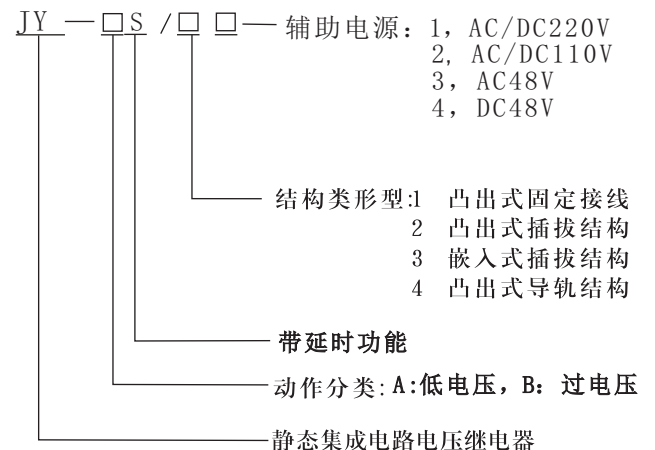 JY—□S/□□—辅助电源：1，AC/DC220V
2, AC/DC110V
3，AC48V
4，DC48V
结构类形型:1 凸出式固定接线
2 凸出式插拔结构
3 嵌入式插拔结构
4 凸出式导轨结构
带延时功能
动作分类:A:低电压，B：过电压
静态集成电路电压继电器